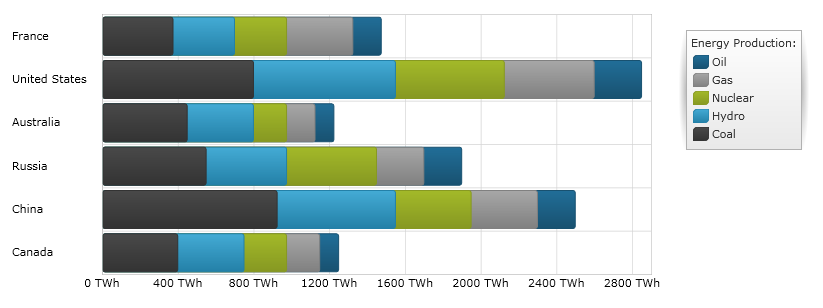 France
United States
Australia
Russia
China
Canada
0 TWh 400 TWh 800 TWh 1200 TWh 1600 TWh 2000 TWh 2400 TWh 2800 TWh
Energy Production:
Oil
Gas
Nuclear
Hydro
Coal